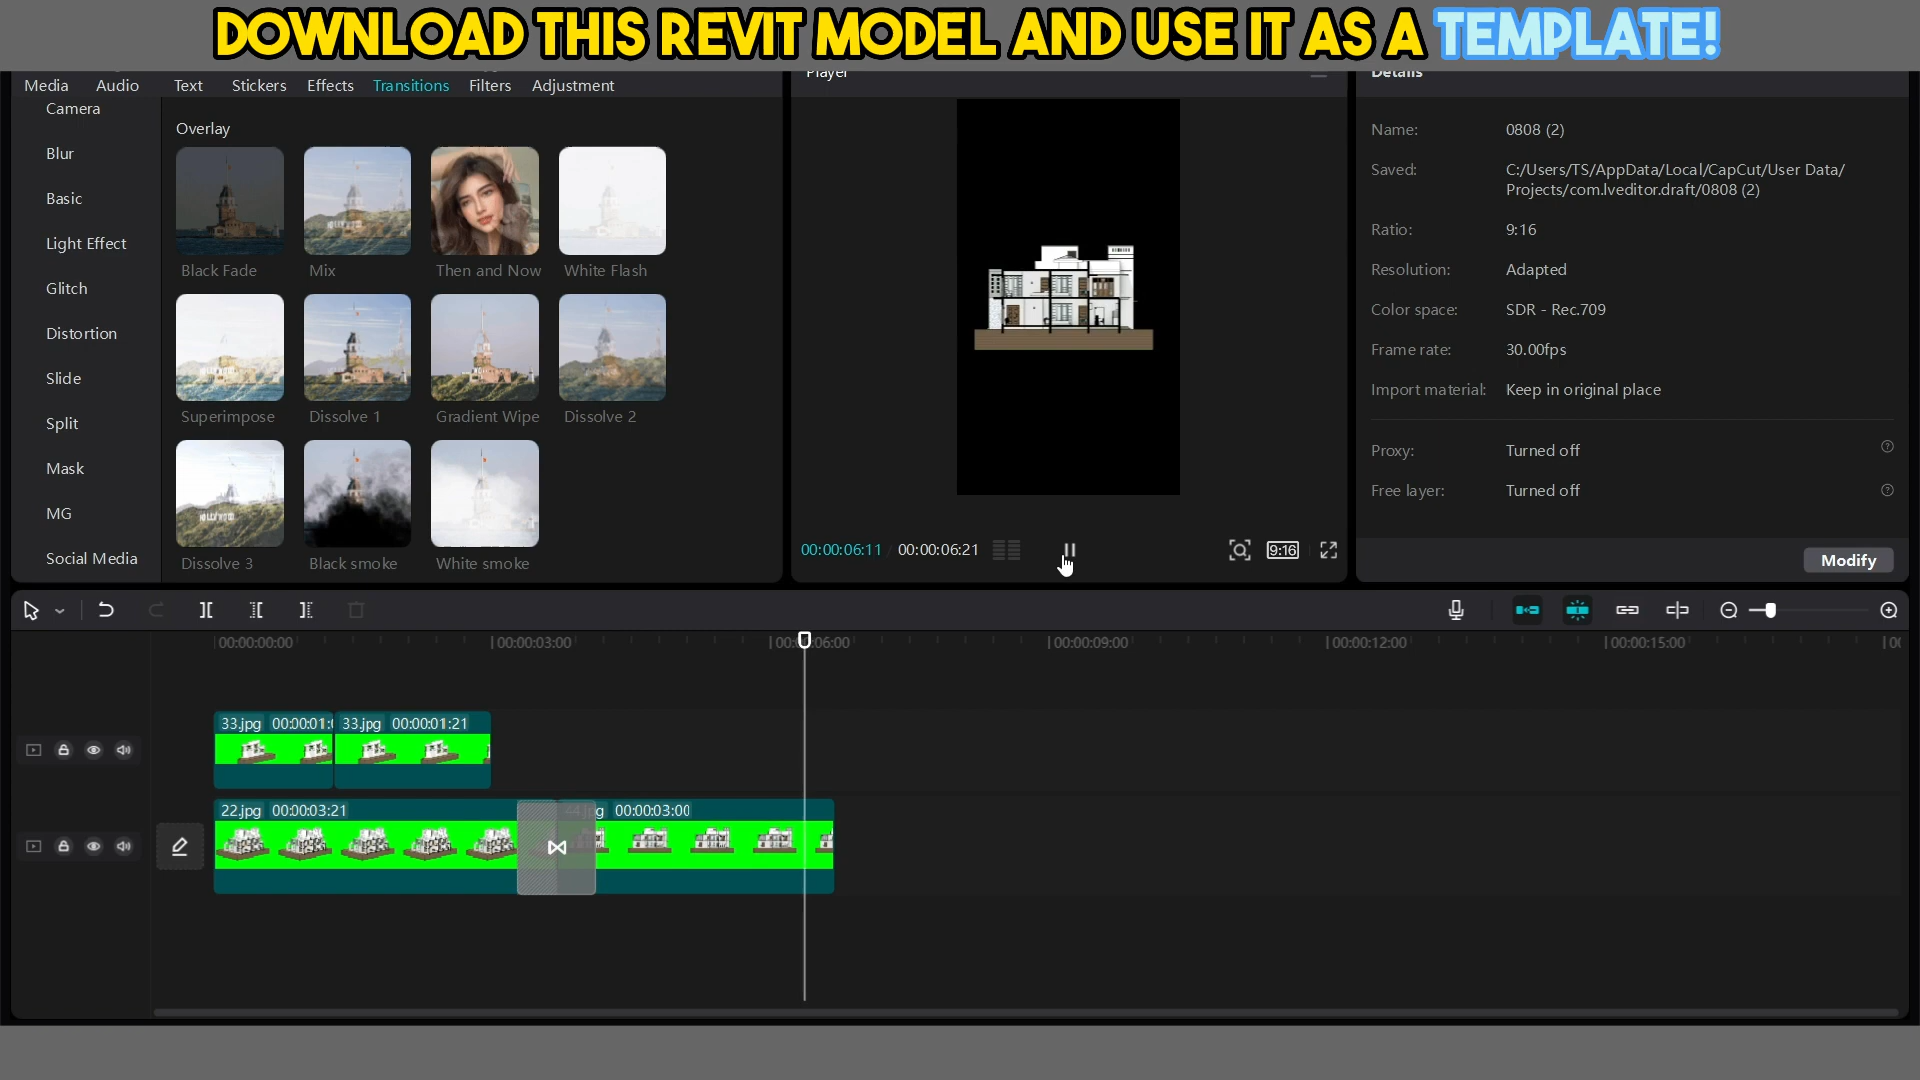 DOWNLOAD THIS REVIT MODEL AND USE IT AS A TEMPLATE!
Media Audio Text Stickers Effects Transitions Filters Adjustment
Player
Details
Camera
Blur
Basic
Light Effect
Glitch
Distortion
Slide
Split
Mask
MG
Social Media
Overlay
Black Fade
Mix
Then and Now
White Flash
Superimpose
Dissolve 1
Gradient Wipe
Dissolve 2
Dissolve 3
Black smoke
White smoke
00:00:06:11 / 00:00:06:21
9:16
Name: 0808 (2)
Saved: C:/Users/TS/AppData/Local/CapCut/User Data/
Projects/com.lveditor.draft/0808 (2)
Ratio: 9:16
Resolution: Adapted
Color space: SDR - Rec.709
Frame rate: 30.00fps
Import material: Keep in original place
Proxy: Turned off
Free layer: Turned off
Modify
00:00:00:00 00:00:03:00 00:00:06:00 00:00:09:00 00:00:12:00 00:00:15:00
33.jpg 00:00:01: 33.jpg 00:00:01:21
22.jpg 00:00:03:21 44.jpg 00:00:03:00